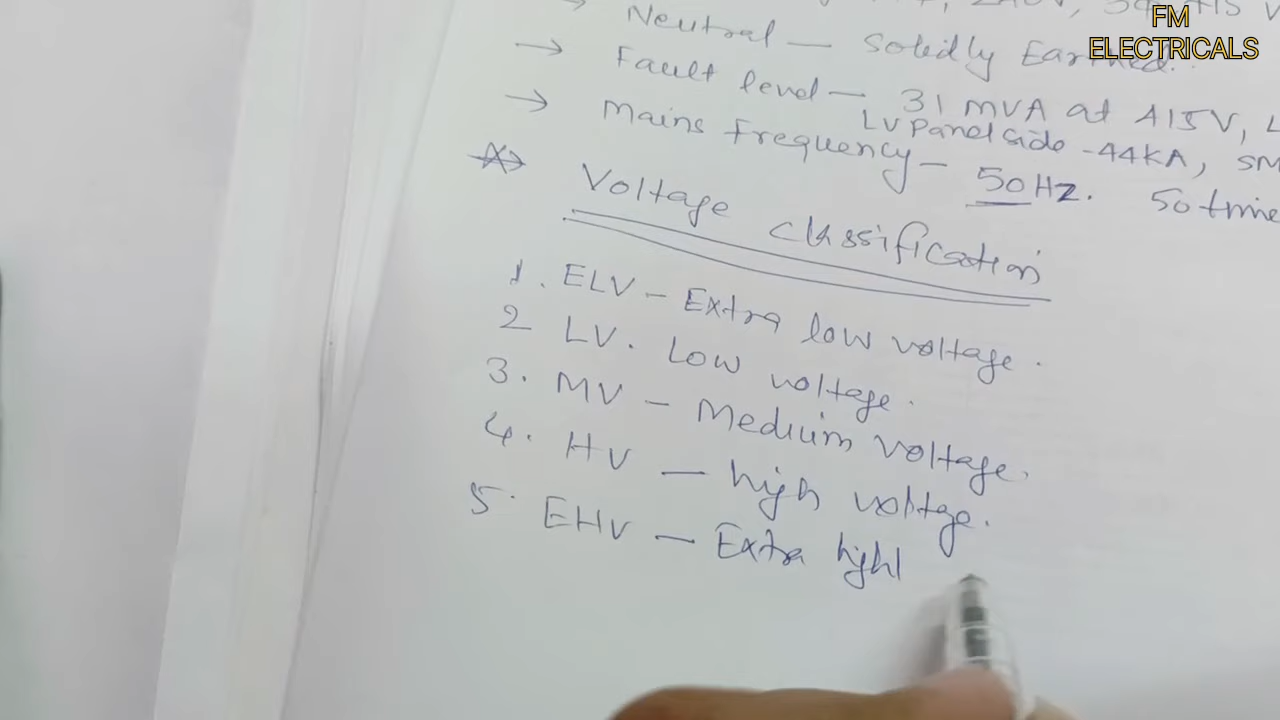 FM
ELECTRICALS
Neutral — Solidly Earthed.
→ Fault level — 31 MVA at 415V,
LV Panel side - 44KA,
→ Mains Frequency — 50Hz. 50 time
Voltage classification
1. ELV — Extra low voltage.
2 LV. Low voltage.
3. MV — Medium voltage.
4. HV — high voltage.
5. EHV — Extra hight